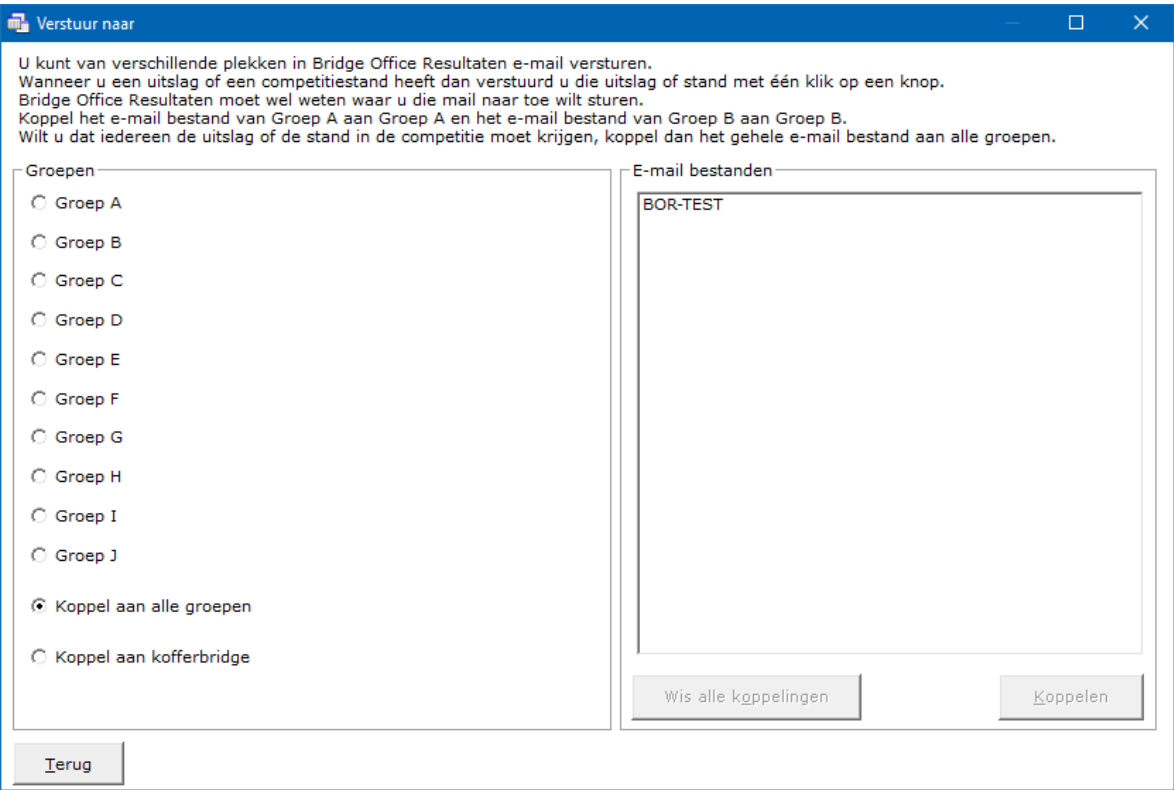 Verstuur naar
U kunt van verschillende plekken in Bridge Office Resultaten e-mail versturen.
Wanneer u een uitslag of een competitiestand heeft dan verstuurd u die uitslag of stand met één klik op een knop.
Bridge Office Resultaten moet wel weten waar u die mail naar toe wilt sturen.
Koppel het e-mail bestand van Groep A aan Groep A en het e-mail bestand van Groep B aan Groep B.
Wilt u dat iedereen de uitslag of de stand in de competitie moet krijgen, koppel dan het gehele e-mail bestand aan alle groepen.
Groepen
Groep A
Groep B
Groep C
Groep D
Groep E
Groep F
Groep G
Groep H
Groep I
Groep J
Koppel aan alle groepen
Koppel aan kofferbridge
E-mail bestanden
BOR-TEST
Wis alle koppelingen
Koppelen
Terug